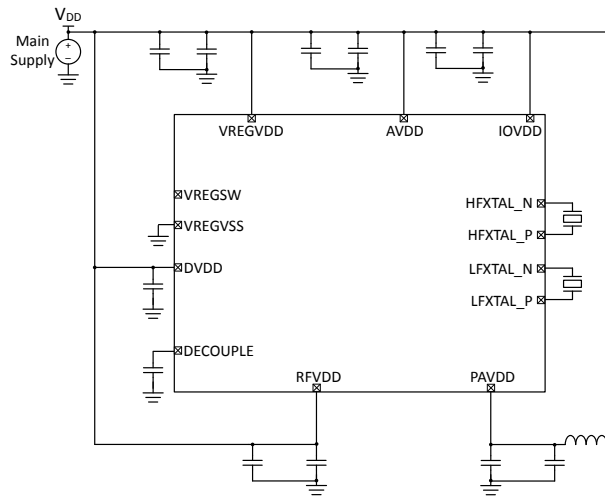 VDD
Main
Supply
+
−
VREGVDD
AVDD
IOVDD
VREGSW
HFXTAL_N
VREGVSS
HFXTAL_P
DVDD
LFXTAL_N
LFXTAL_P
DECOUPLE
RFVDD
PAVDD